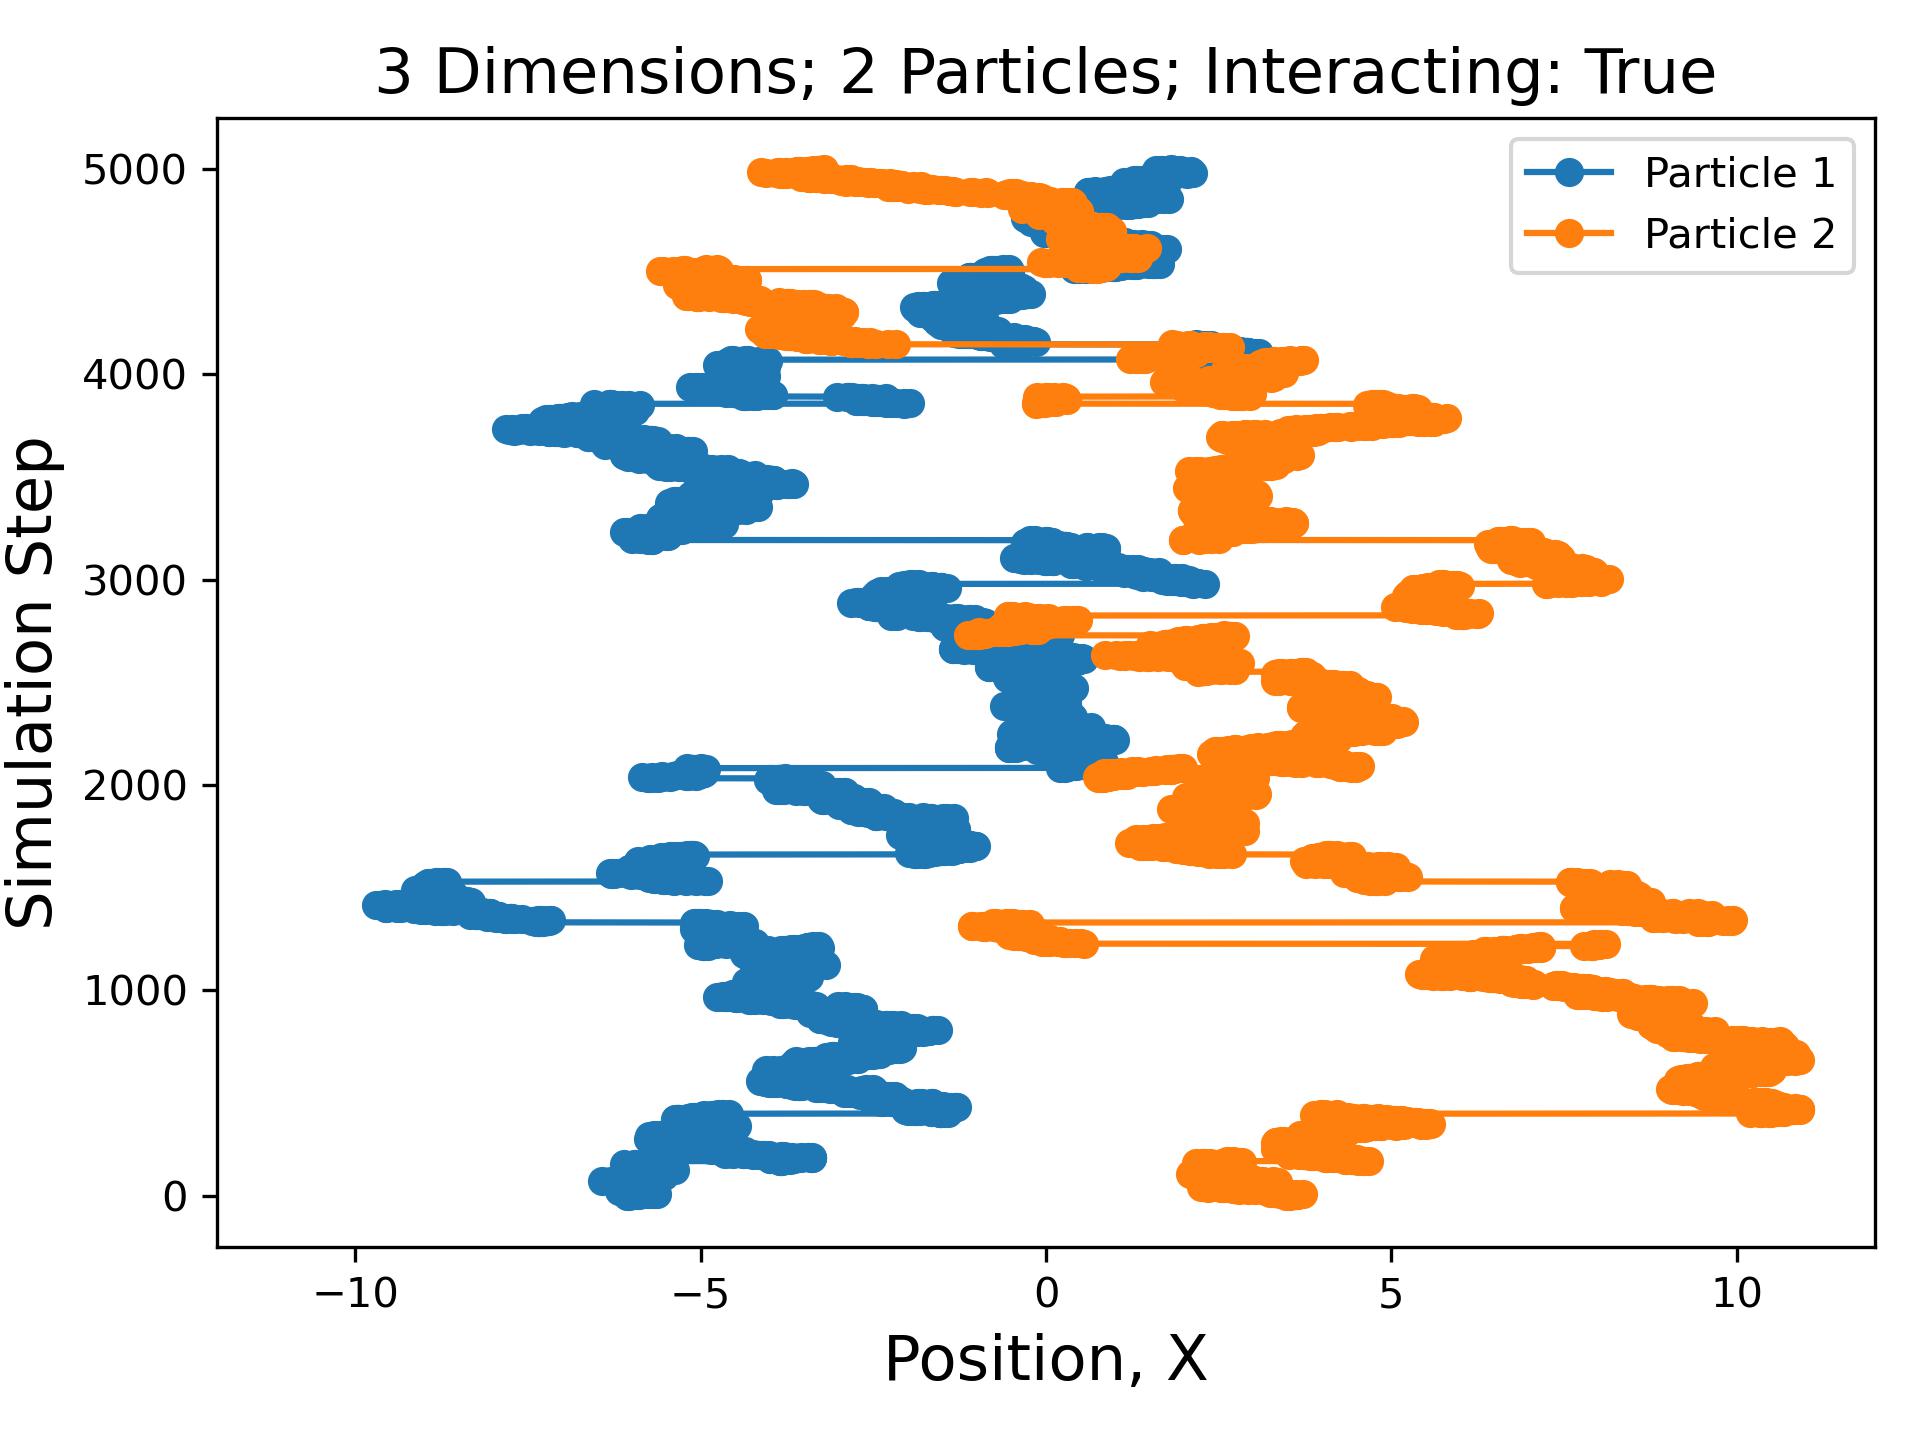 3 Dimensions; 2 Particles; Interacting: True
Particle 1
Particle 2
5000
4000
3000
2000
1000
0
Simulation Step
−10
−5
0
5
10
Position, X